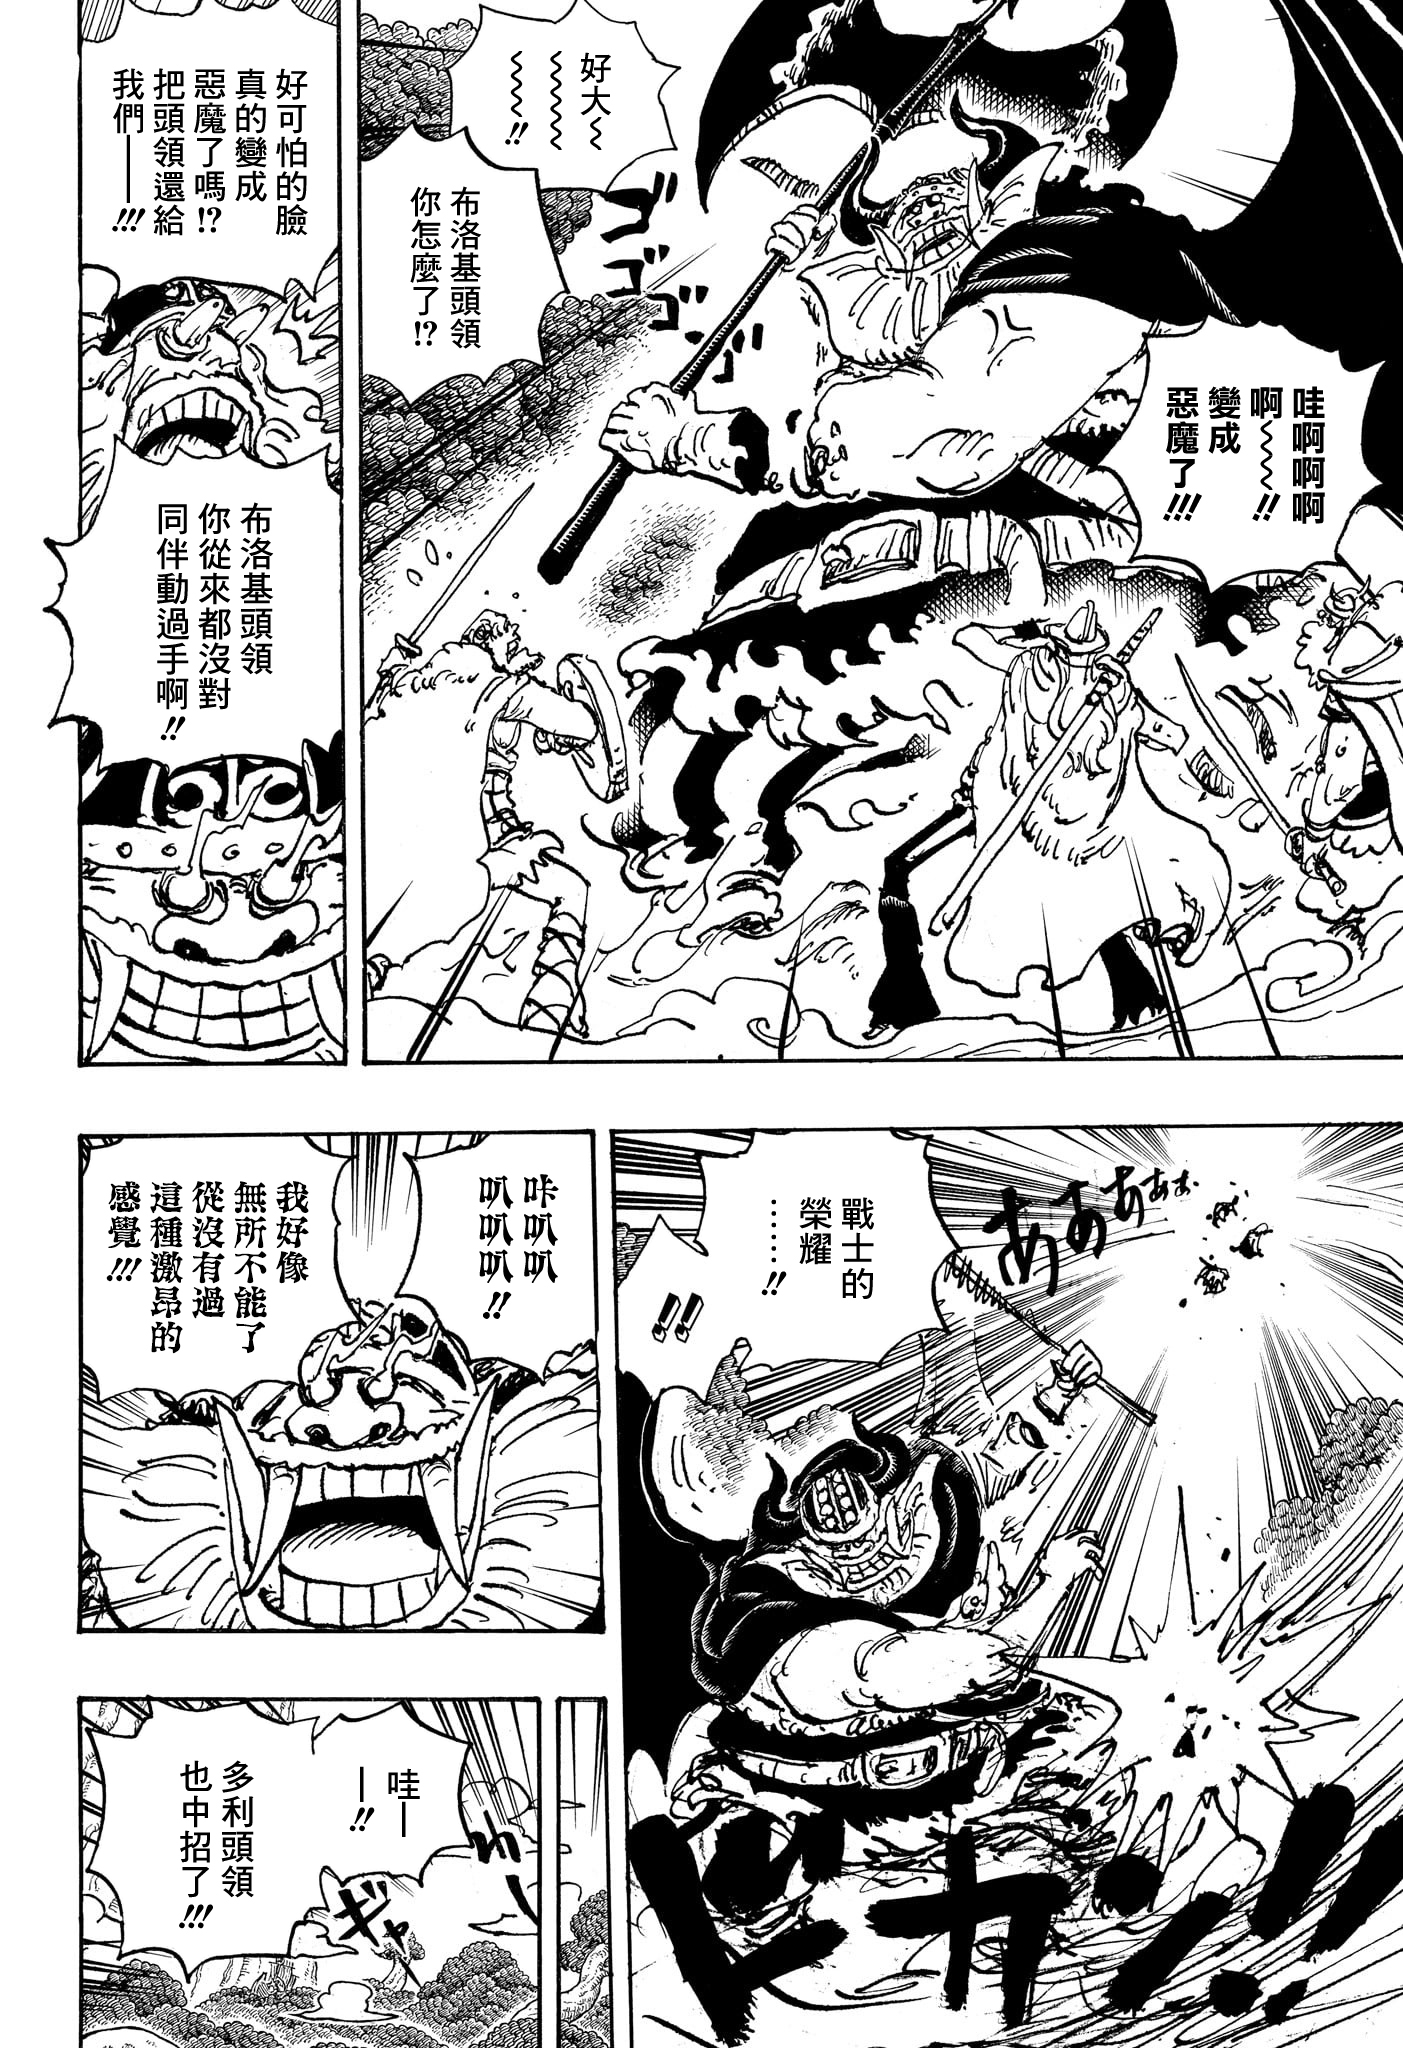 哇啊啊啊
啊～～～!!
變成
惡魔了!!!
好大～
～～～～
～～～～!!
布洛基頭領
你怎麼了!?
ゴゴゴゴゴ
好可怕的臉
真的變成
惡魔了嗎!?
把頭領還給
我們——!!!
布洛基頭領
你從來都沒對
同伴動過手啊!!
あああぁぁ
戰士的
榮耀
……!!
!!
ドカン!!
咔叭叭
叭叭叭!!
我好像
無所不能了
從沒有過
這種激昂的
感覺!!!
哇—
—!!
ギャ
多利頭領
也中招了!!!